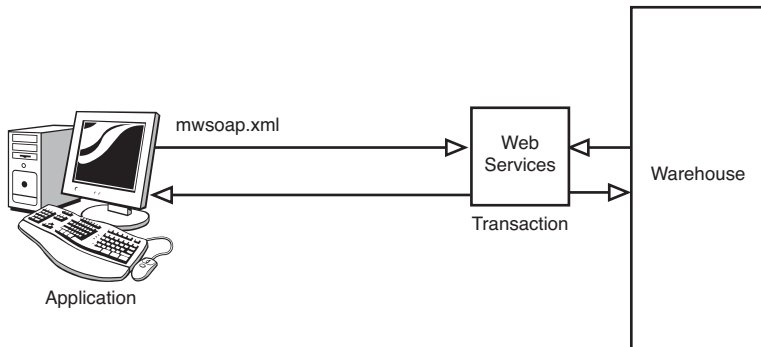 mwsoap.xml
Web
Services
Warehouse
Transaction
Application